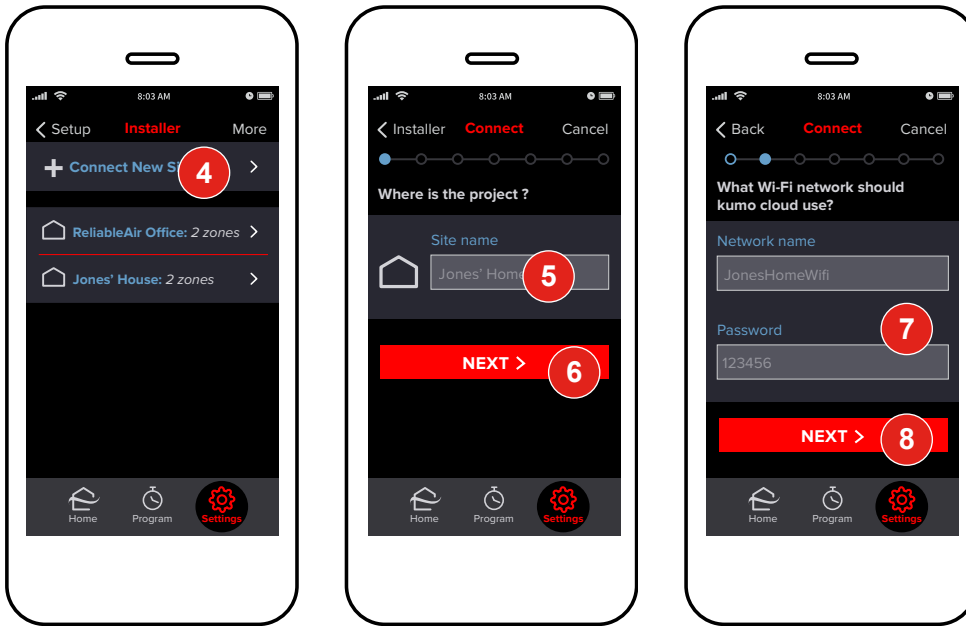 8:03 AM
Setup Installer More
Connect New Si
4
ReliableAir Office: 2 zones
Jones' House: 2 zones
Home Program Settings
8:03 AM
Installer Connect Cancel
Where is the project ?
Site name
Jones' Home
5
NEXT >
6
Home Program Settings
8:03 AM
Back Connect Cancel
What Wi-Fi network should
kumo cloud use?
Network name
JonesHomeWifi
Password
7
123456
NEXT >
8
Home Program Settings